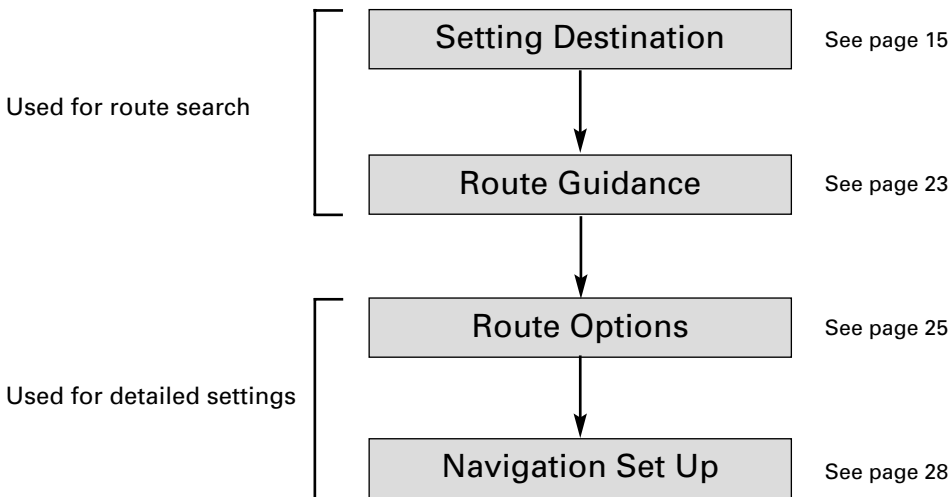 Setting Destination
See page 15
Used for route search
Route Guidance
See page 23
Route Options
See page 25
Used for detailed settings
Navigation Set Up
See page 28